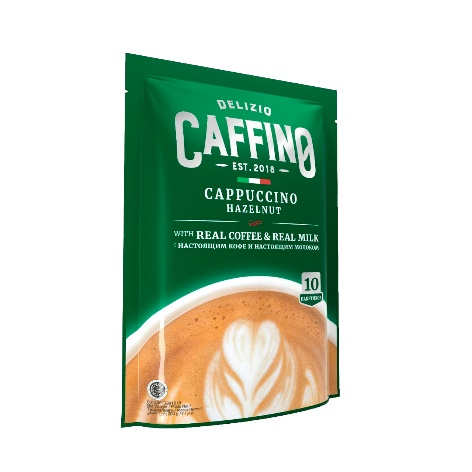 DELIZIO
CAFFINO
EST. 2018
CAPPUCCINO
HAZELNUT
WITH REAL COFFEE & REAL MILK
С НАСТОЯЩИМ КОФЕ И НАСТОЯЩИМ МОЛОКОМ
10